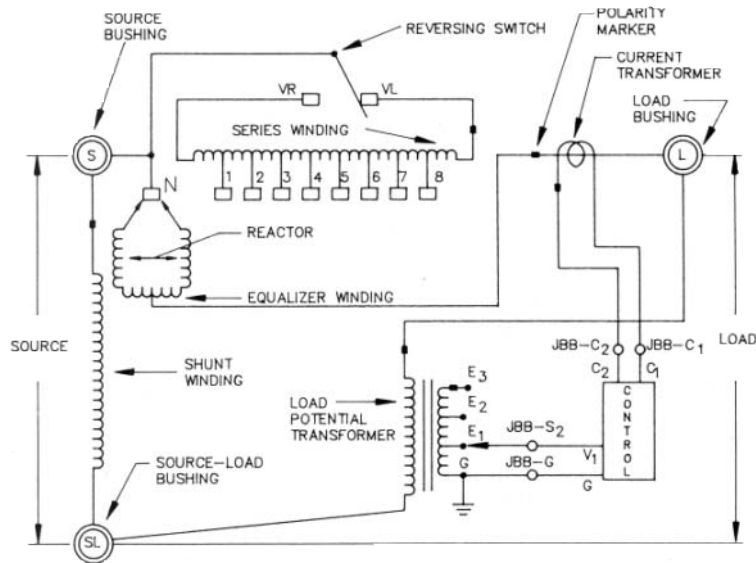 SOURCE
BUSHING
REVERSING SWITCH
POLARITY
MARKER
CURRENT
TRANSFORMER
LOAD
BUSHING
VR
VL
SERIES WINDING
S
L
N
1
2
3
4
5
6
7
8
REACTOR
EQUALIZER WINDING
SOURCE
LOAD
SHUNT
WINDING
JBB-C2
JBB-C1
C2
C1
LOAD
POTENTIAL
TRANSFORMER
E3
E2
E1
JBB-S2
V1
G
JBB-G
G
CONTROL
SOURCE-LOAD
BUSHING
SL